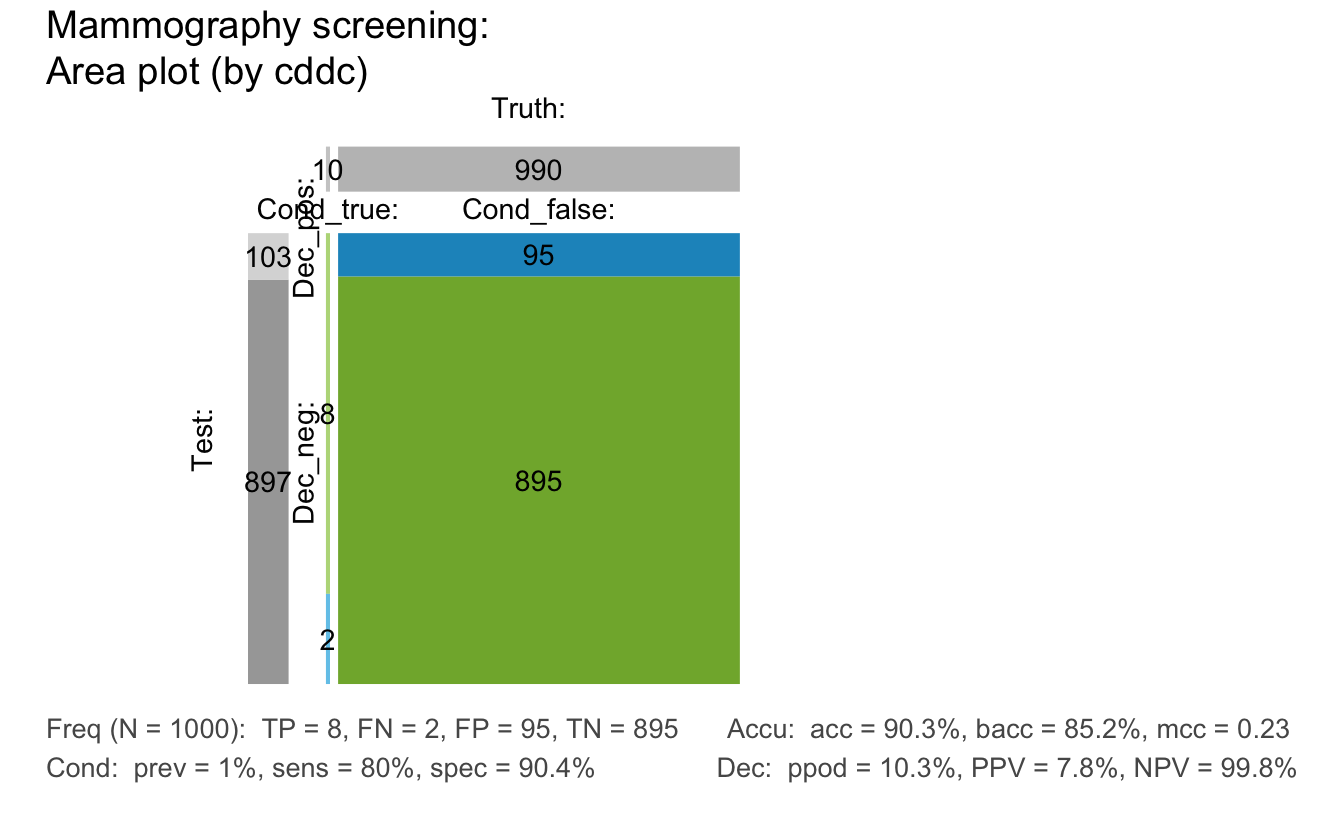 Mammography screening:
Area plot (by cddc)
Truth:
10
990
Cond_true:
Cond_false:
Dec_pos:
103
95
Test:
Dec_neg:
8
897
895
2
Freq (N = 1000):  TP = 8, FN = 2, FP = 95, TN = 895
Accu:  acc = 90.3%, bacc = 85.2%, mcc = 0.23
Cond:  prev = 1%, sens = 80%, spec = 90.4%
Dec:  ppod = 10.3%, PPV = 7.8%, NPV = 99.8%